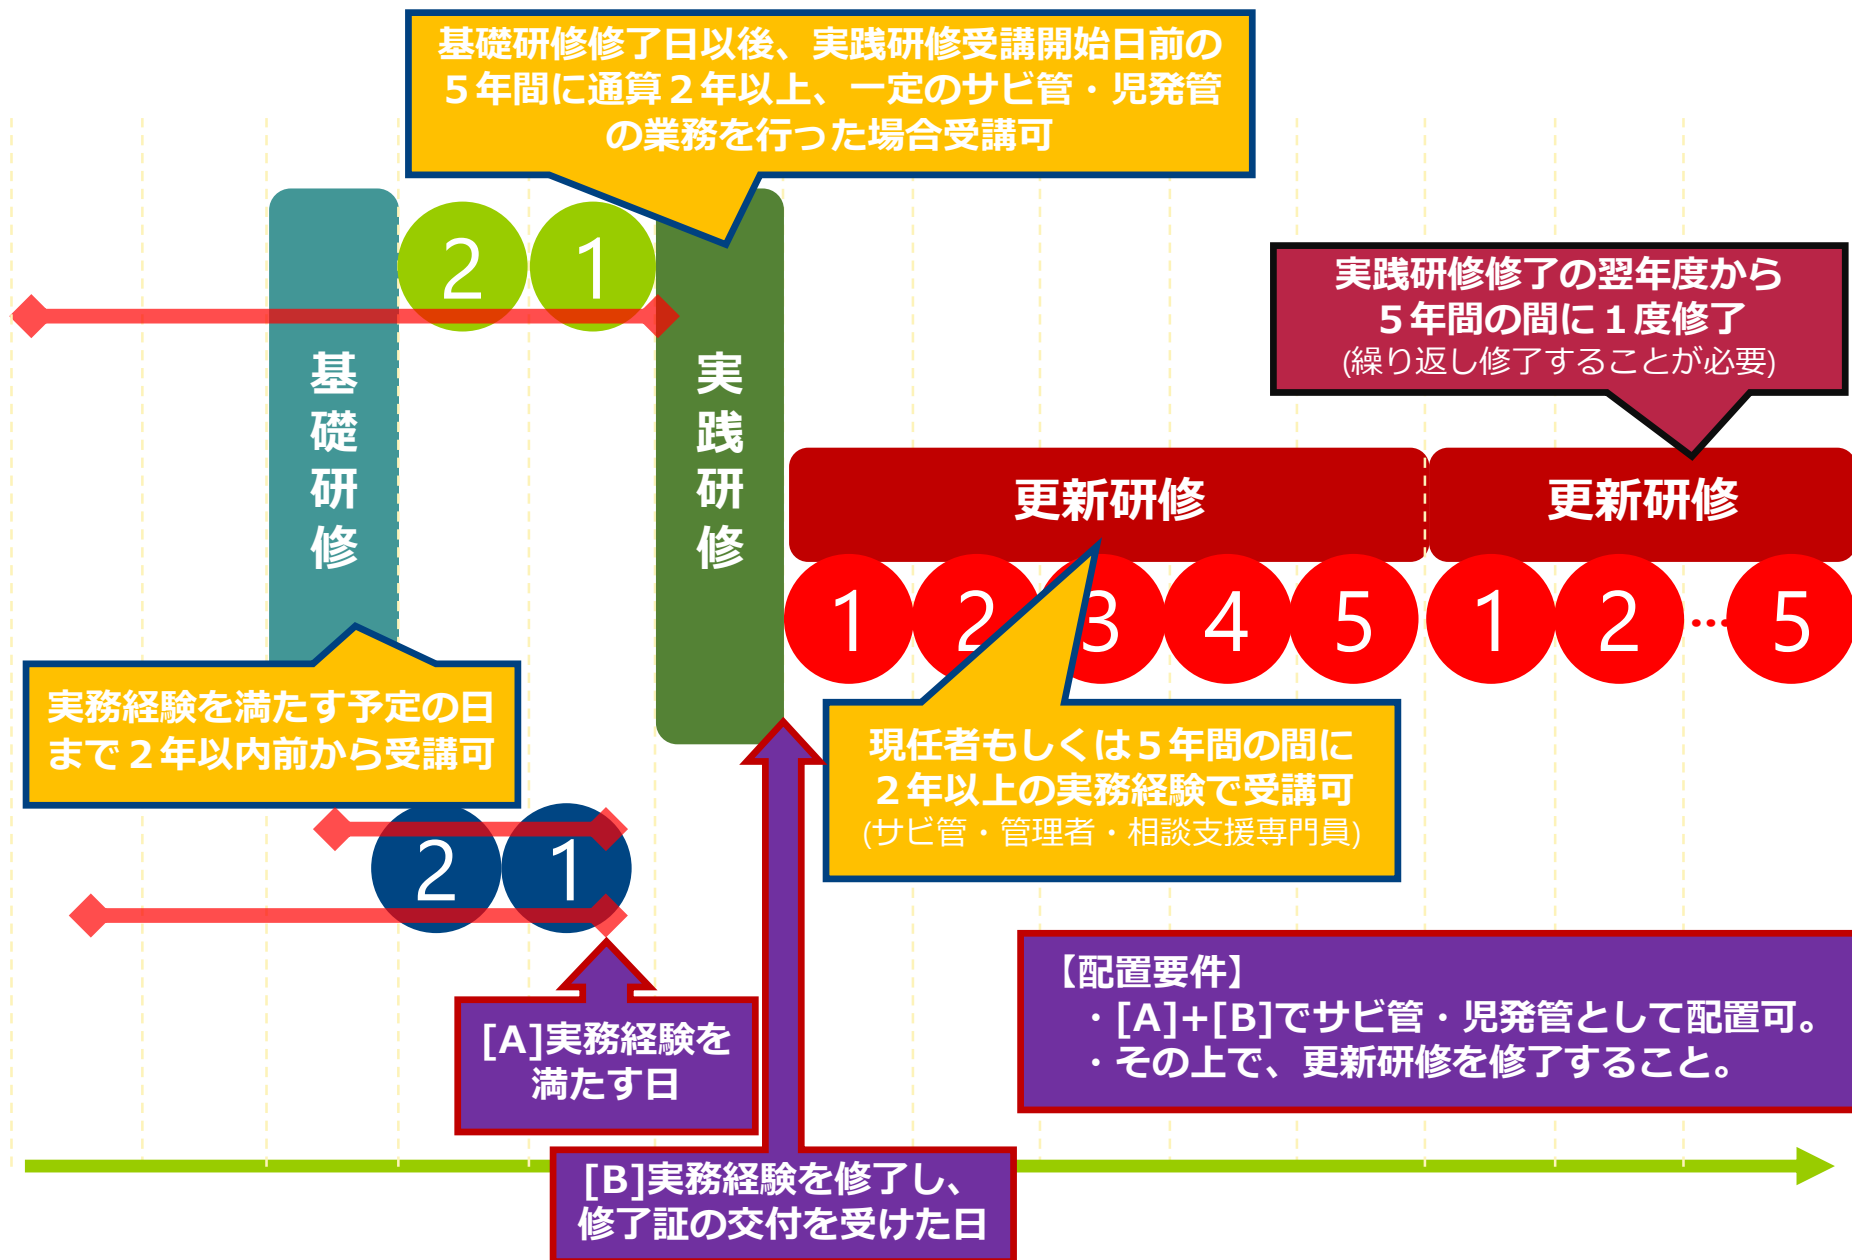 基礎研修修了日以後、実践研修受講開始日前の
５年間に通算２年以上、一定のサビ管・児発管
の業務を行った場合受講可
2
1
基礎研修
実践研修
実践研修修了の翌年度から
５年間の間に１度修了
(繰り返し修了することが必要)
更新研修
更新研修
1
2
3
4
5
1
2
…
5
実務経験を満たす予定の日
まで２年以内前から受講可
現任者もしくは５年間の間に
２年以上の実務経験で受講可
(サビ管・管理者・相談支援専門員)
2
1
[A]実務経験を
満たす日
【配置要件】
・[A]+[B]でサビ管・児発管として配置可。
・その上で、更新研修を修了すること。
[B]実務経験を修了し、
修了証の交付を受けた日